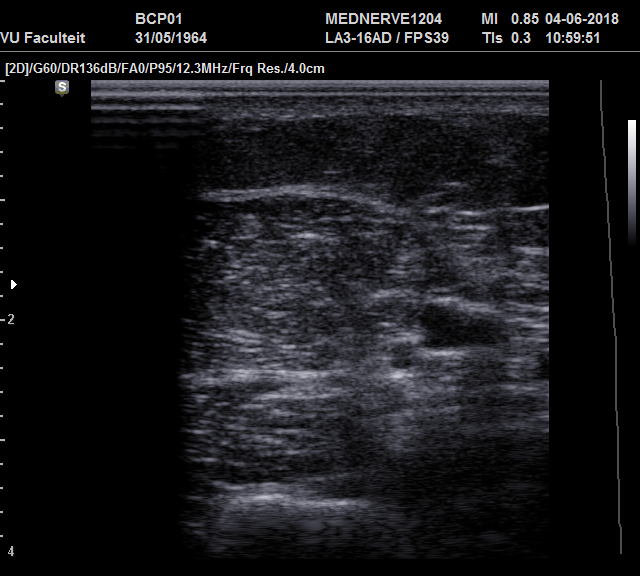 BCP01 MEDNERVE1204 MI 0.85 04-06-2018
VU Faculteit 31/05/1964 LA3-16AD / FPS39 TIs 0.3 10:59:51
[2D]/G60/DR136dB/FA0/P95/12.3MHz/Frq Res./4.0cm
S
2
4